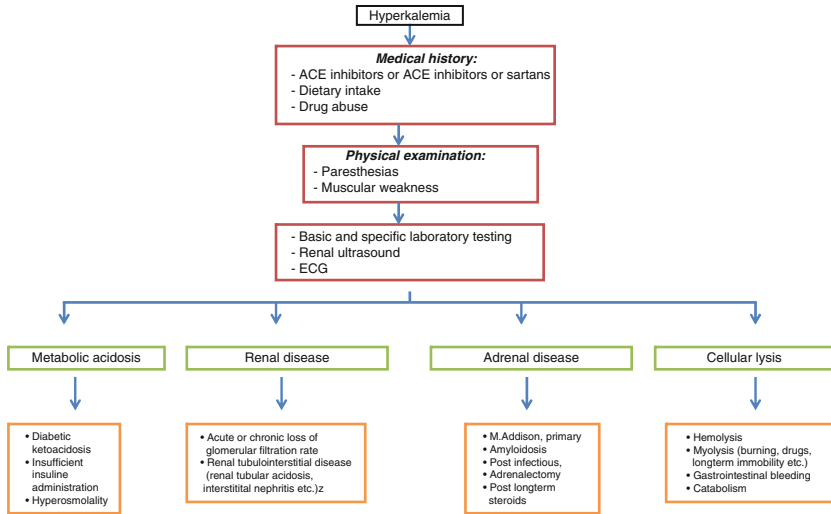 Hyperkalemia
Medical history:
- ACE inhibitors or ACE inhibitors or sartans
- Dietary intake
- Drug abuse
Physical examination:
- Paresthesias
- Muscular weakness
- Basic and specific laboratory testing
- Renal ultrasound
- ECG
Metabolic acidosis
Renal disease
Adrenal disease
Cellular lysis
• Diabetic
ketoacidosis
• Insufficient
insuline
administration
• Hyperosmolality
• Acute or chronic loss of
glomerular filtration rate
• Renal tubulointerstitial disease
(renal tubular acidosis,
interstitital nephritis etc.)z
• M.Addison, primary
• Amyloidosis
• Post infectious,
• Adrenalectomy
• Post longterm
steroids
• Hemolysis
• Myolysis (burning, drugs,
longterm immobility etc.)
• Gastrointestinal bleeding
• Catabolism